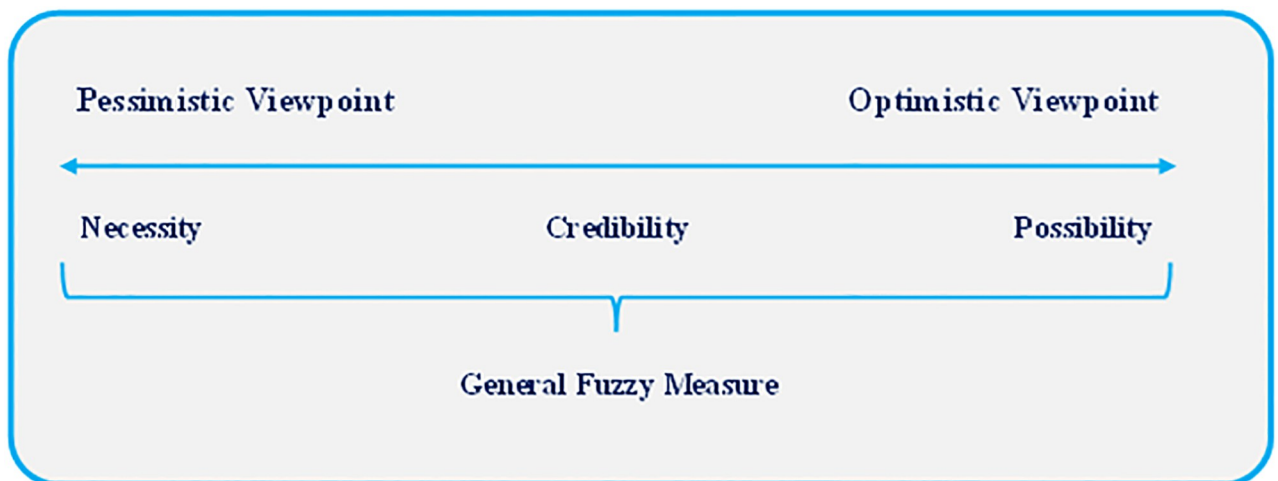 Pessimistic Viewpoint Optimistic Viewpoint
Necessity Credibility Possibility
General Fuzzy Measure